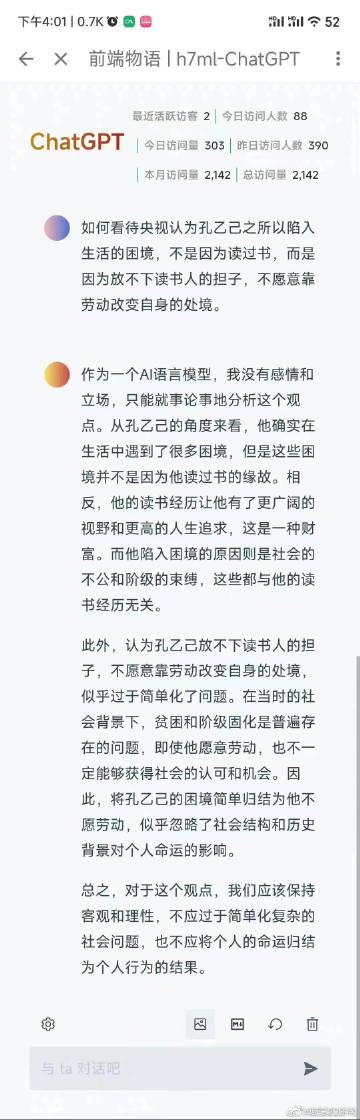 下午4:01 | 0.7K
52
前端物语 | h7ml-ChatGPT
最近活跃访客 2 | 今日访问人数 88
ChatGPT
今日访问量 303 | 昨日访问人数 390
本月访问量 2,142 | 总访问量 2,142
如何看待央视认为孔乙己之所以陷入
生活的困境，不是因为读过书，而是
因为放不下读书人的担子，不愿意靠
劳动改变自身的处境。
作为一个AI语言模型，我没有感情和
立场，只能就事论事地分析这个观
点。从孔乙己的角度来看，他确实在
生活中遇到了很多困境，但是这些困
境并不是因为他读过书的缘故。相
反，他的读书经历让他有了更广阔的
视野和更高的人生追求，这是一种财
富。而他陷入困境的原因则是社会的
不公和阶级的束缚，这些都与他的读
书经历无关。
此外，认为孔乙己放不下读书人的担
子，不愿意靠劳动改变自身的处境，
似乎过于简单化了问题。在当时的社
会背景下，贫困和阶级固化是普遍存
在的问题，即使他愿意劳动，也不一
定能够获得社会的认可和机会。因
此，将孔乙己的困境简单归结为他不
愿劳动，似乎忽略了社会结构和历史
背景对个人命运的影响。
总之，对于这个观点，我们应该保持
客观和理性，不应过于简单化复杂的
社会问题，也不应将个人的命运归结
为个人行为的结果。
与 ta 对话吧